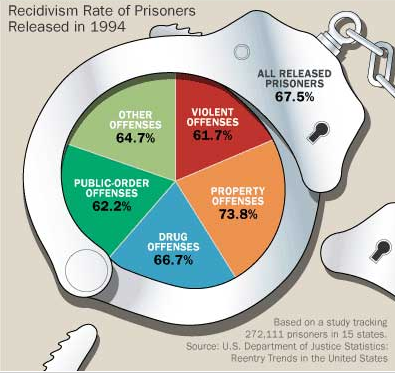 Recidivism Rate of Prisoners
Released in 1994
ALL RELEASED
PRISONERS
67.5%
OTHER
OFFENSES
64.7%
VIOLENT
OFFENSES
61.7%
PUBLIC-ORDER
OFFENSES
62.2%
PROPERTY
OFFENSES
73.8%
DRUG
OFFENSES
66.7%
Based on a study tracking
272,111 prisoners in 15 states.
Source: U.S. Department of Justice Statistics:
Reentry Trends in the United States